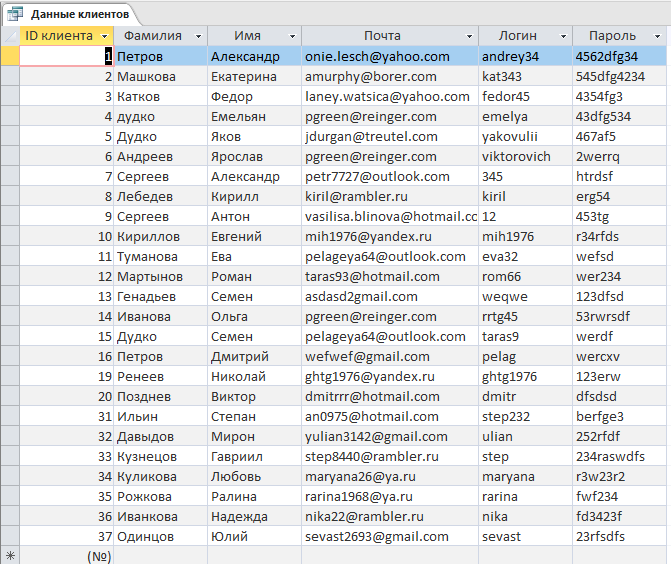 Данные клиентов
ID клиента Фамилия Имя Почта Логин Пароль
1 Петров Александр onie.lesch@yahoo.com andrey34 4562dfg34
2 Машкова Екатерина amurphy@borer.com kat343 545dfg4234
3 Катков Федор laney.watsica@yahoo.com fedor45 4354fg3
4 дудко Емельян pgreen@reinger.com emelya 43dfg534
5 Дудко Яков jdurgan@treutel.com yakovulii 467af5
6 Андреев Ярослав pgreen@reinger.com viktorovich 2werrq
7 Сергеев Александр petr7727@outlook.com 345 htrdsf
8 Лебедев Кирилл kiril@rambler.ru kiril erg54
9 Сергеев Антон vasilisa.blinova@hotmail.cc 12 453tg
10 Кириллов Евгений mih1976@yandex.ru mih1976 r34rfds
11 Туманова Ева pelageya64@outlook.com eva32 wefsd
12 Мартынов Роман taras93@hotmail.com rom66 wer234
13 Генадьев Семен asdasd2gmail.com weqwe 123dfsd
14 Иванова Ольга pgreen@reinger.com rrtg45 53rwrsdf
15 Дудко Семен pelageya64@outlook.com taras9 werdf
16 Петров Дмитрий wefwef@gmail.com pelag wercxv
19 Ренеев Николай ghtg1976@yandex.ru ghtg1976 123erw
20 Позднев Виктор dmitrrr@hotmail.com dmitr dfsdsd
31 Ильин Степан an0975@hotmail.com step232 berfge3
32 Давыдов Мирон yulian3142@gmail.com ulian 252rfdf
33 Кузнецов Гавриил step8440@rambler.ru step 234raswdfs
34 Куликова Любовь maryana26@ya.ru maryana r3w23r2
35 Рожкова Ралина rarina1968@ya.ru rarina fwf234
36 Иванкова Надежда nika22@rambler.ru nika fd3423f
37 Одинцов Юлий sevast2693@gmail.com sevast 23rfsdfs
(№)